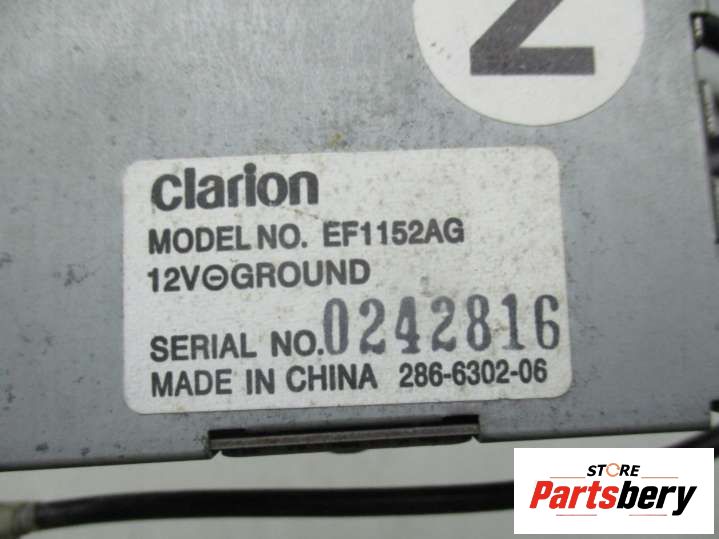 Z
Clarion
MODEL NO. EF1152AG
12V⊖GROUND
SERIAL NO. 0242816
MADE IN CHINA 286-6302-06
STORE
Partsbery